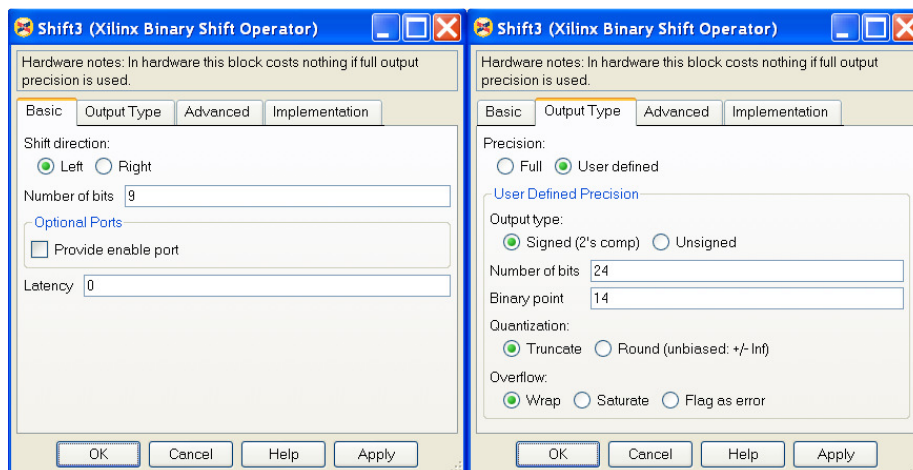 Shift3 (Xilinx Binary Shift Operator)
Hardware notes: In hardware this block costs nothing if full output
precision is used.
Basic Output Type Advanced Implementation
Shift direction:
Left Right
Number of bits 9
Optional Ports
Provide enable port
Latency 0
OK Cancel Help Apply
Shift3 (Xilinx Binary Shift Operator)
Hardware notes: In hardware this block costs nothing if full output
precision is used.
Basic Output Type Advanced Implementation
Precision:
Full User defined
User Defined Precision
Output type:
Signed (2's comp) Unsigned
Number of bits 24
Binary point 14
Quantization:
Truncate Round (unbiased: +/- Inf)
Overflow:
Wrap Saturate Flag as error
OK Cancel Help Apply